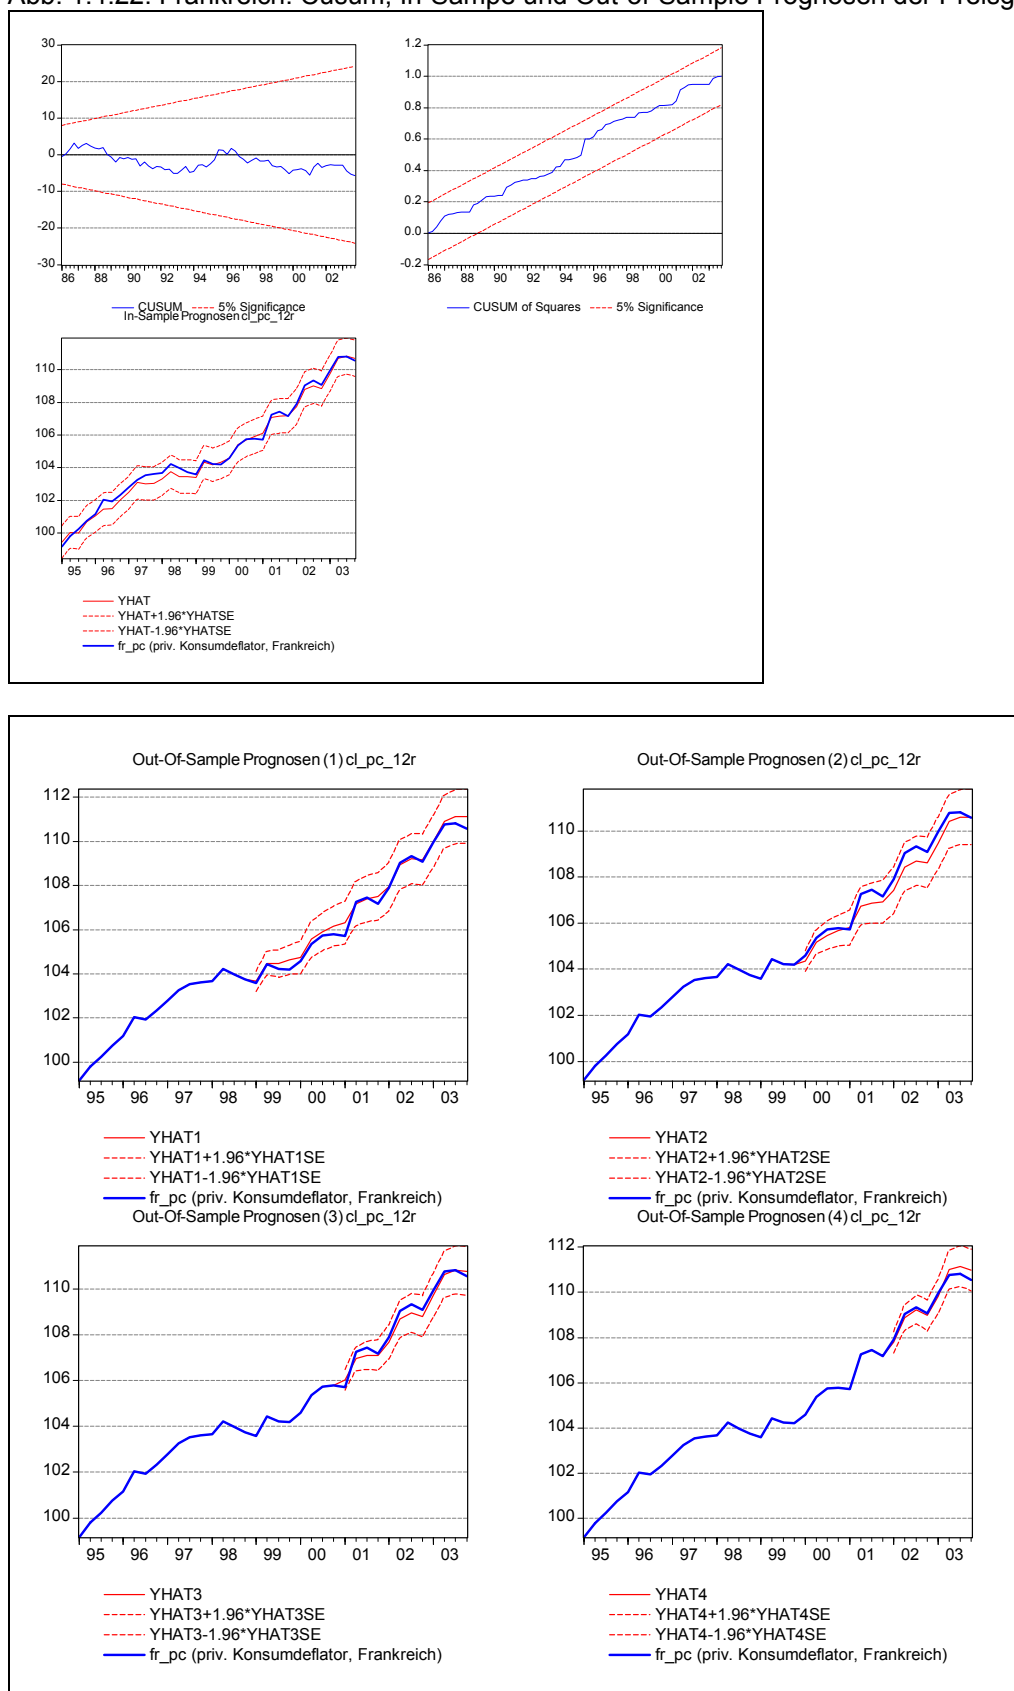 Frankreich: Cusum, In-Sampe und Out-of-Sample Prognosen der
30
20
10
0
-10
-20
-30
86 88 90 92 94 96 98 00 02
CUSUM 5% Significance
1.2
1.0
0.8
0.6
0.4
0.2
0.0
-0.2
86 88 90 92 94 96 98 00 02
CUSUM of Squares 5% Significance
In-Sample Prognosen cl_pc_12r
110
108
106
104
102
100
95 96 97 98 99 00 01 02 03
YHAT
YHAT+1.96*YHATSE
YHAT-1.96*YHATSE
fr_pc (priv. Konsumdeflator, Frankreich)
Out-Of-Sample Prognosen (1) cl_pc_12r
112
110
108
106
104
102
100
95 96 97 98 99 00 01 02 03
YHAT1
YHAT1+1.96*YHAT1SE
YHAT1-1.96*YHAT1SE
fr_pc (priv. Konsumdeflator, Frankreich)
Out-Of-Sample Prognosen (2) cl_pc_12r
110
108
106
104
102
100
95 96 97 98 99 00 01 02 03
YHAT2
YHAT2+1.96*YHAT2SE
YHAT2-1.96*YHAT2SE
fr_pc (priv. Konsumdeflator, Frankreich)
Out-Of-Sample Prognosen (3) cl_pc_12r
110
108
106
104
102
100
95 96 97 98 99 00 01 02 03
YHAT3
YHAT3+1.96*YHAT3SE
YHAT3-1.96*YHAT3SE
fr_pc (priv. Konsumdeflator, Frankreich)
Out-Of-Sample Prognosen (4) cl_pc_12r
112
110
108
106
104
102
100
95 96 97 98 99 00 01 02 03
YHAT4
YHAT4+1.96*YHAT4SE
YHAT4-1.96*YHAT4SE
fr_pc (priv. Konsumdeflator, Frankreich)